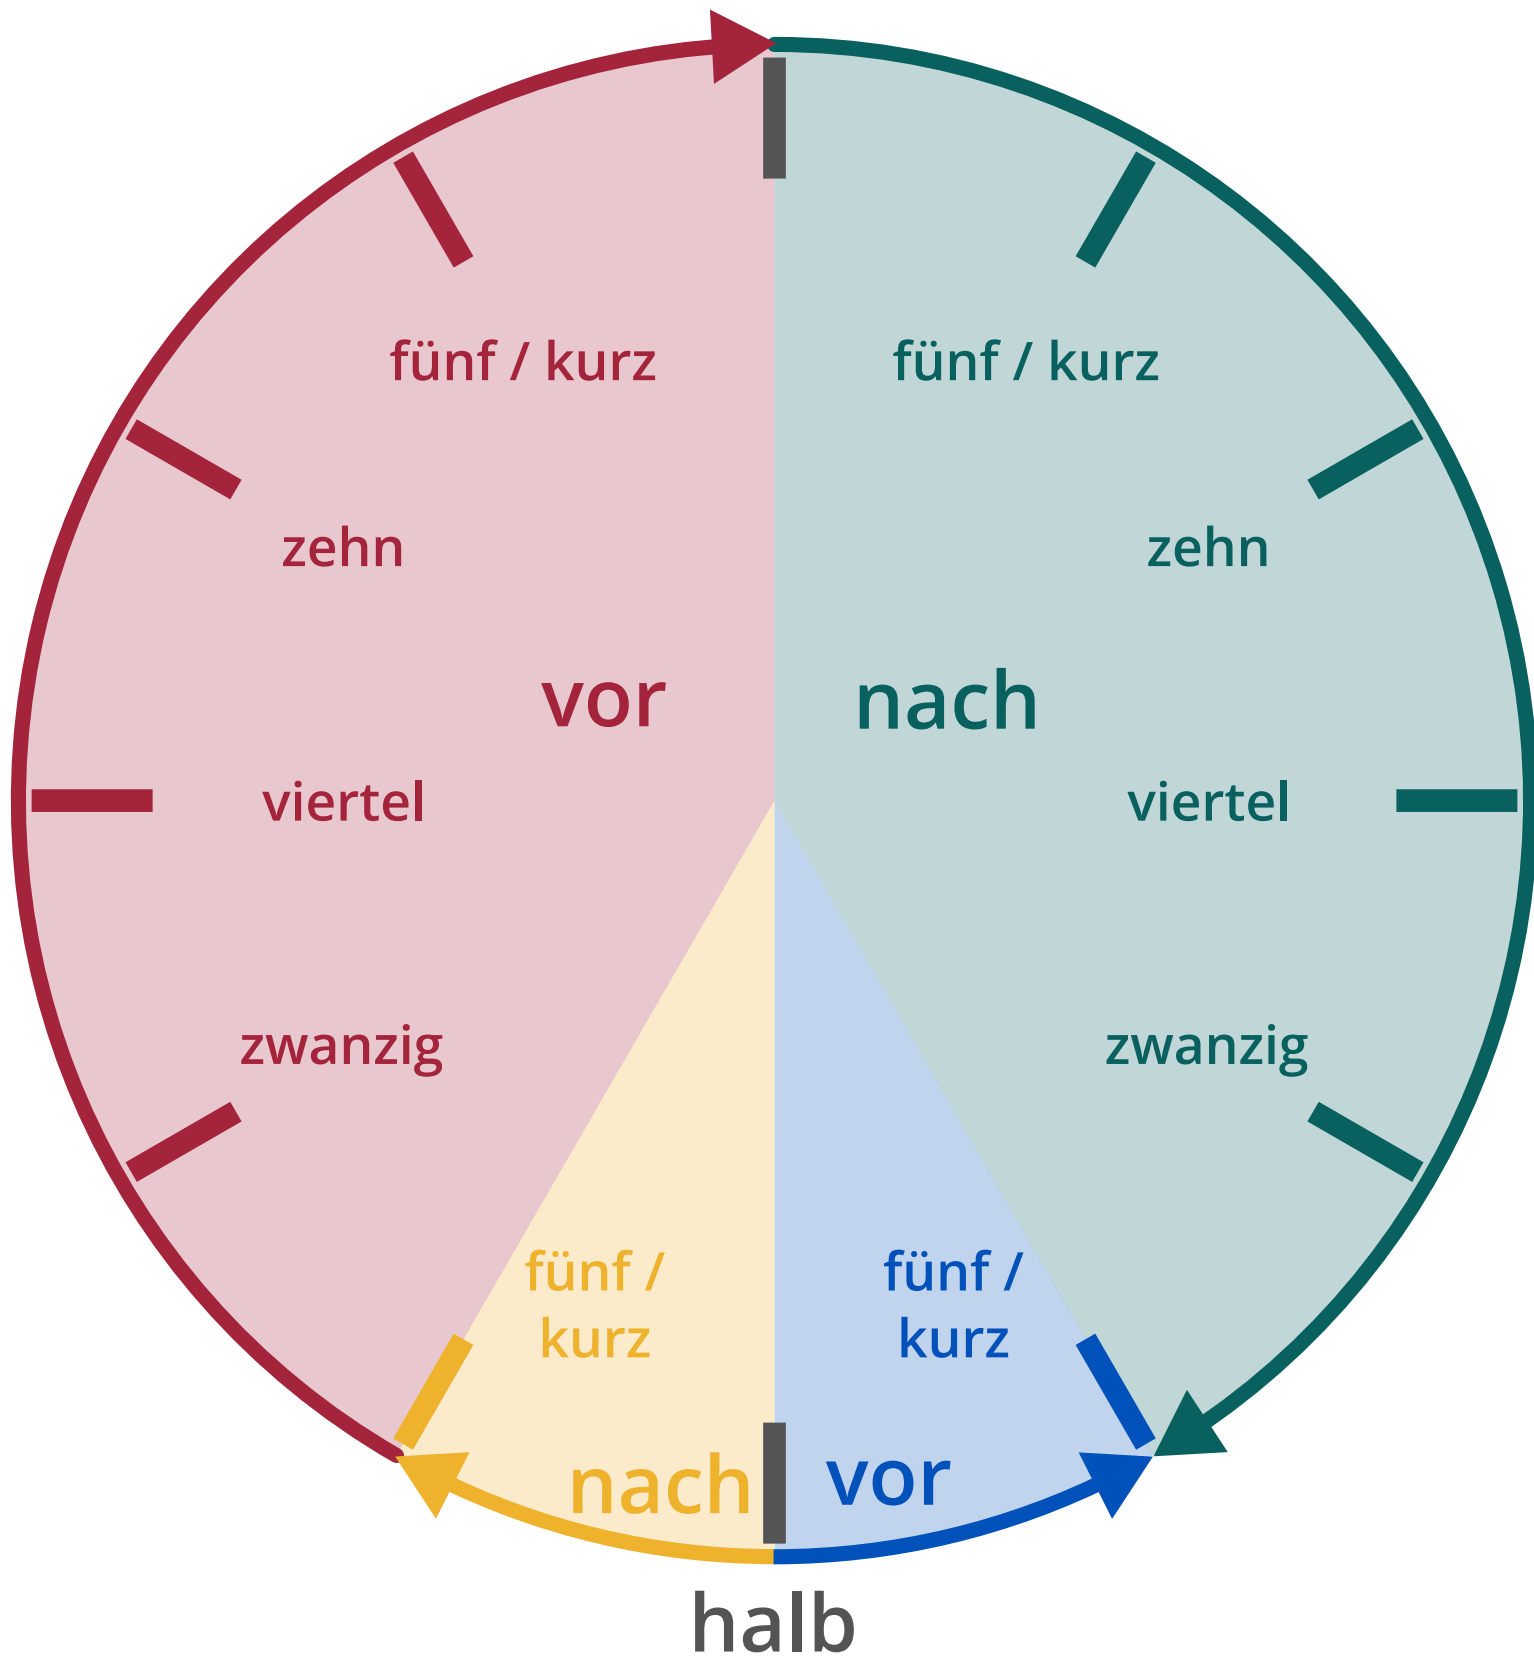 fünf / kurz
fünf / kurz
zehn
zehn
vor
nach
viertel
viertel
zwanzig
zwanzig
fünf /
kurz
fünf /
kurz
nach
vor
halb